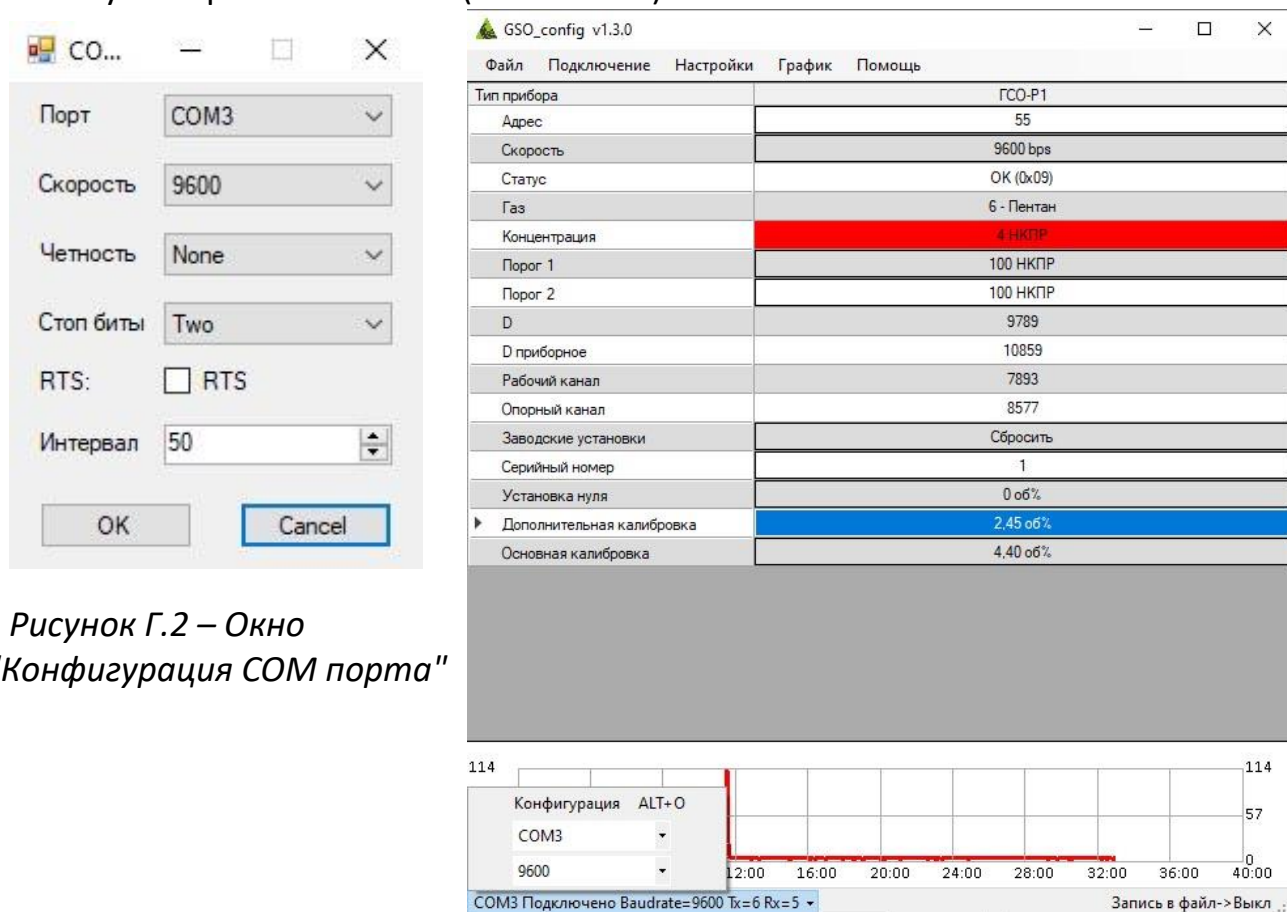 CO...
Порт COM3
Скорость 9600
Четность None
Стоп биты Two
RTS: RTS
Интервал 50
OK Cancel
Рисунок Г.2 – Окно
"Конфигурация COM порта"
GSO_config v1.3.0
Файл Подключение Настройки График Помощь
Тип прибора ГСО-Р1
Адрес 55
Скорость 9600 bps
Статус OK (0x09)
Газ 6 - Пентан
Концентрация 4 НКПР
Порог 1 100 НКПР
Порог 2 100 НКПР
D 9789
D приборное 10859
Рабочий канал 7893
Опорный канал 8577
Заводские установки Сбросить
Серийный номер 1
Установка нуля 0 об%
Дополнительная калибровка 2,45 об%
Основная калибровка 4,40 об%
114 114
Конфигурация ALT+O
57
COM3
0
9600
12:00 16:00 20:00 24:00 28:00 32:00 36:00 40:00
COM3 Подключено Baudrate=9600 Tx=6 Rx=5 Запись в файл->Выкл